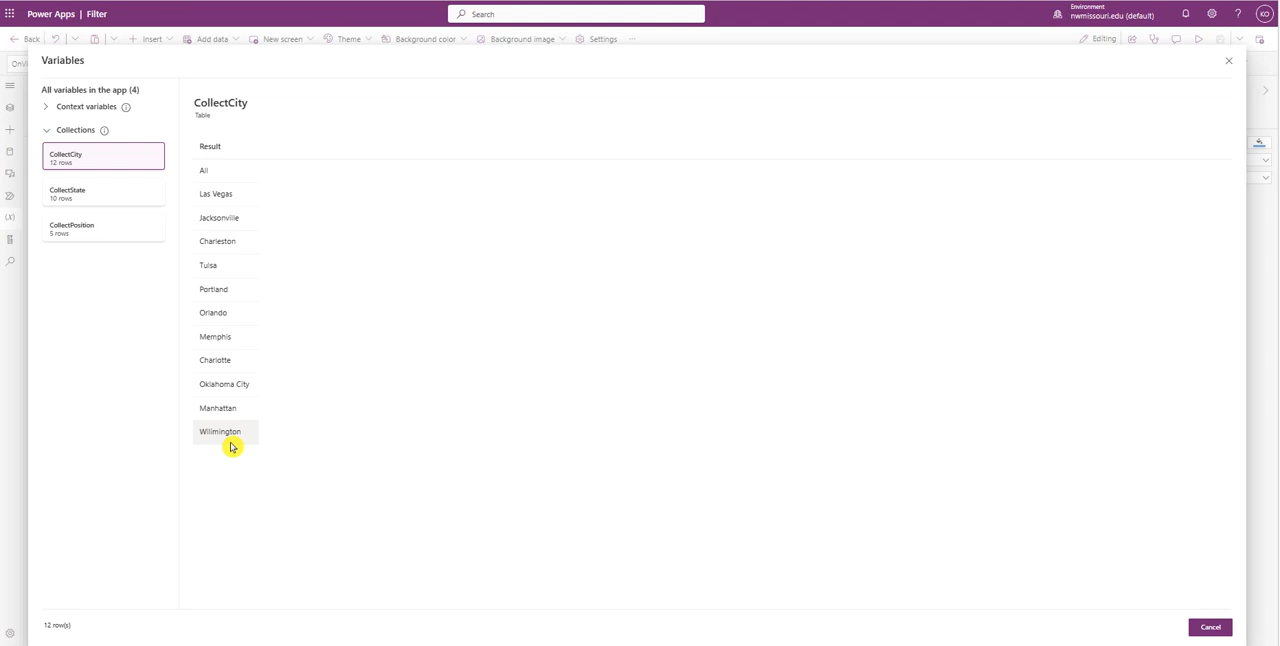 Power Apps | Filter
Search
Environment
nwmissouri.edu (default)
?
KO
Back
Insert
Add data
New screen
Theme
Background color
Background image
Settings
...
Editing
OnVi
Variables
All variables in the app (4)
Context variables
Collections
CollectCity
12 rows
CollectState
10 rows
CollectPosition
5 rows
CollectCity
Table
Result
All
Las Vegas
Jacksonville
Charleston
Tulsa
Portland
Orlando
Memphis
Charlotte
Oklahoma City
Manhattan
Wilmington
12 row(s)
Cancel